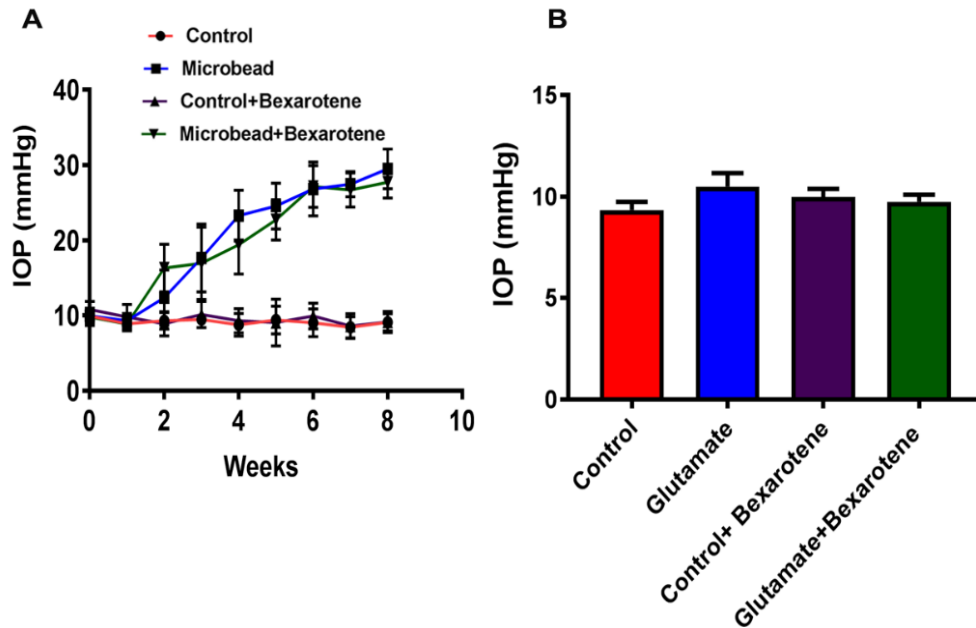 A
Control
Microbead
Control+Bexarotene
Microbead+Bexarotene
IOP (mmHg)
40
30
20
10
0
0 2 4 6 8 10
Weeks
B
IOP (mmHg)
15
10
5
0
Control
Glutamate
Control+ Bexarotene
Glutamate+Bexarotene